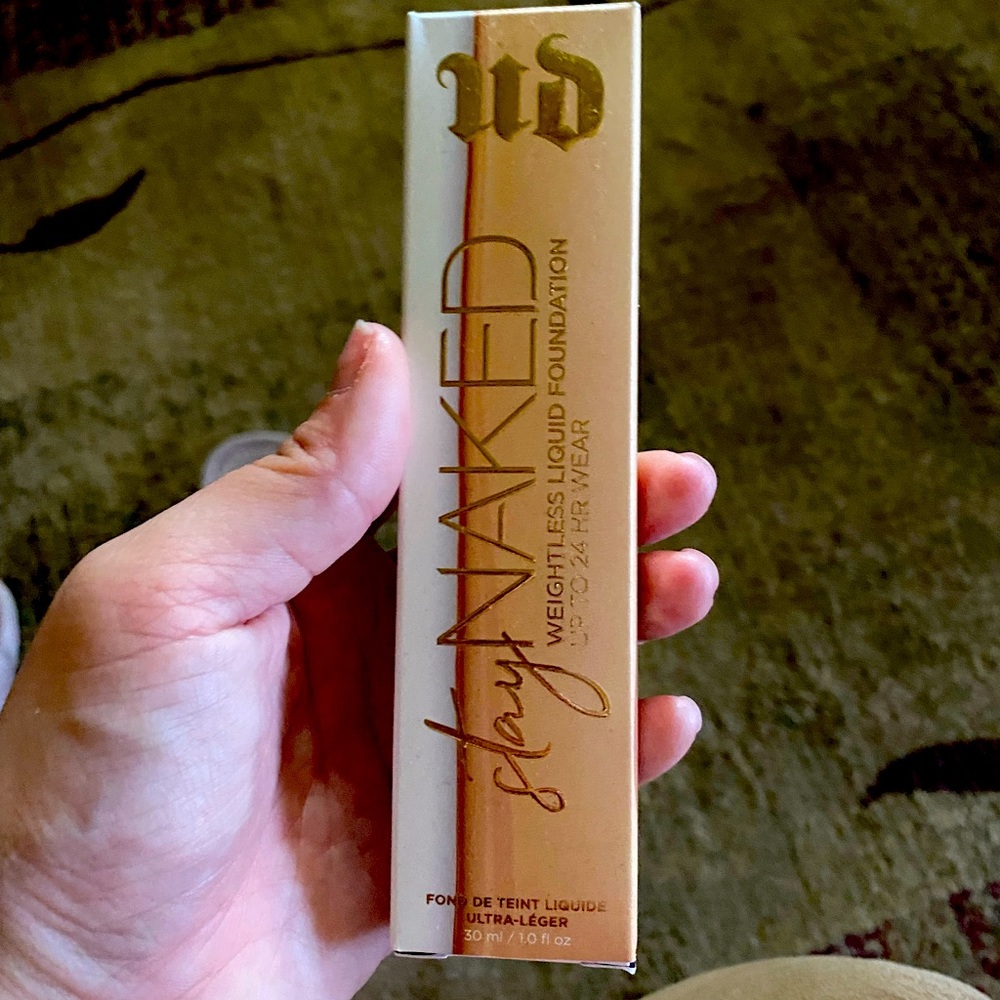 UD
stay NAKED
WEIGHTLESS LIQUID FOUNDATION
UP TO 24 HR WEAR
FOND DE TEINT LIQUIDE
ULTRA-LÉGER
30 ml / 1.0 fl oz